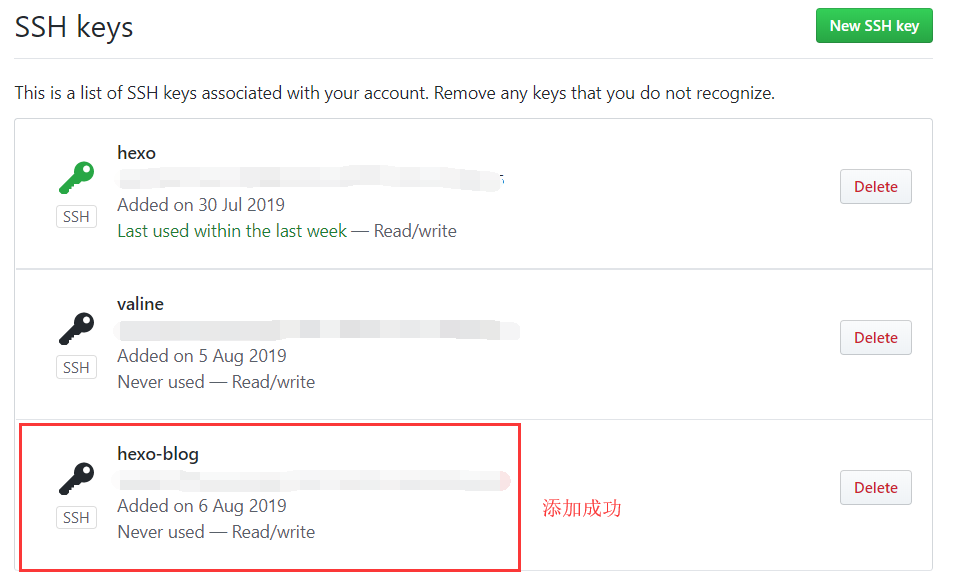 SSH keys
New SSH key
This is a list of SSH keys associated with your account. Remove any keys that you do not recognize.
hexo
Added on 30 Jul 2019
SSH
Last used within the last week — Read/write
Delete
valine
Added on 5 Aug 2019
SSH
Never used — Read/write
Delete
hexo-blog
Added on 6 Aug 2019
SSH
Never used — Read/write
Delete
添加成功